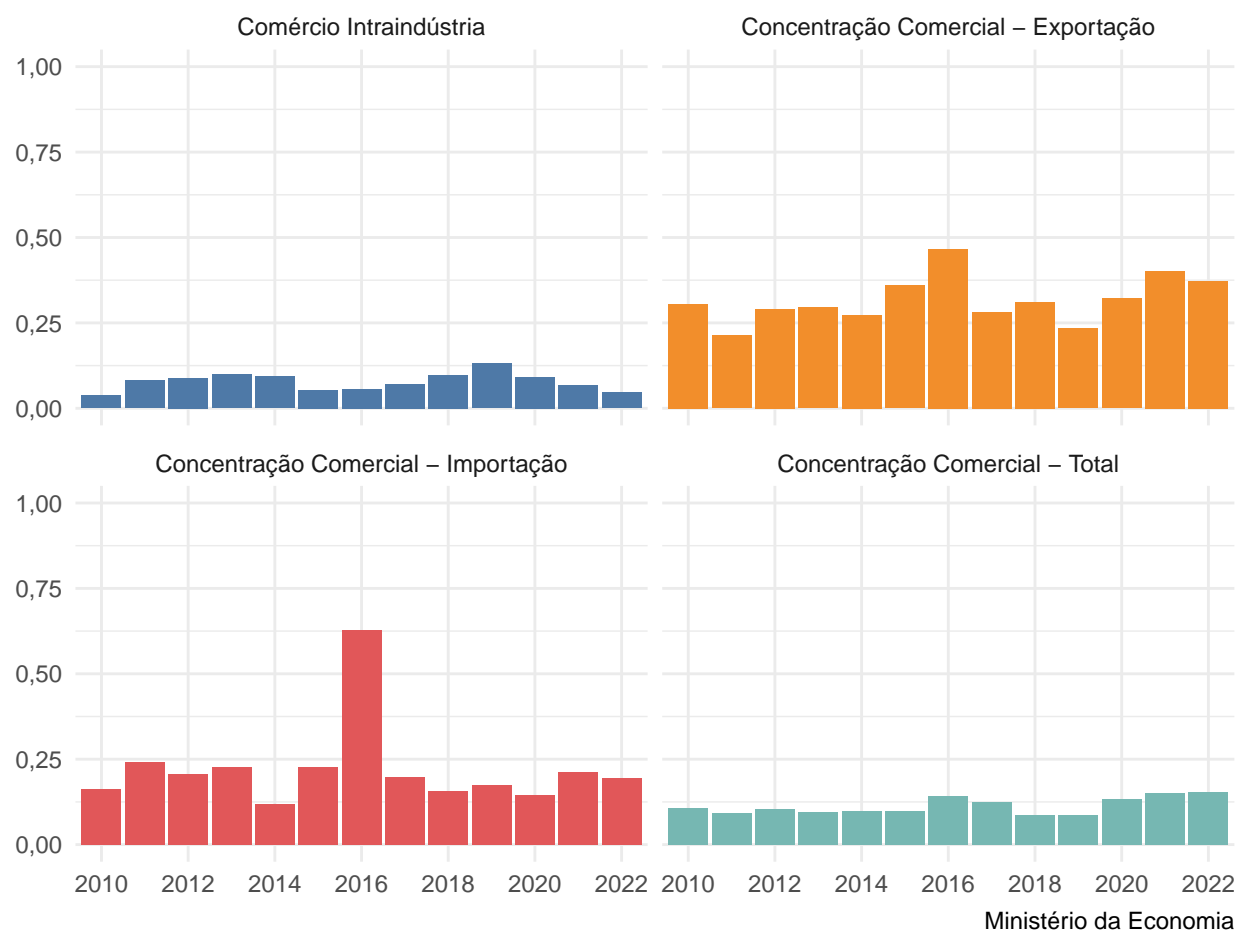 Comércio Intraindústria
Concentração Comercial – Exportação
1,00
0,75
0,50
0,25
0,00
Concentração Comercial – Importação
Concentração Comercial – Total
1,00
0,75
0,50
0,25
0,00
2010 2012 2014 2016 2018 2020 2022
2010 2012 2014 2016 2018 2020 2022
Ministério da Economia